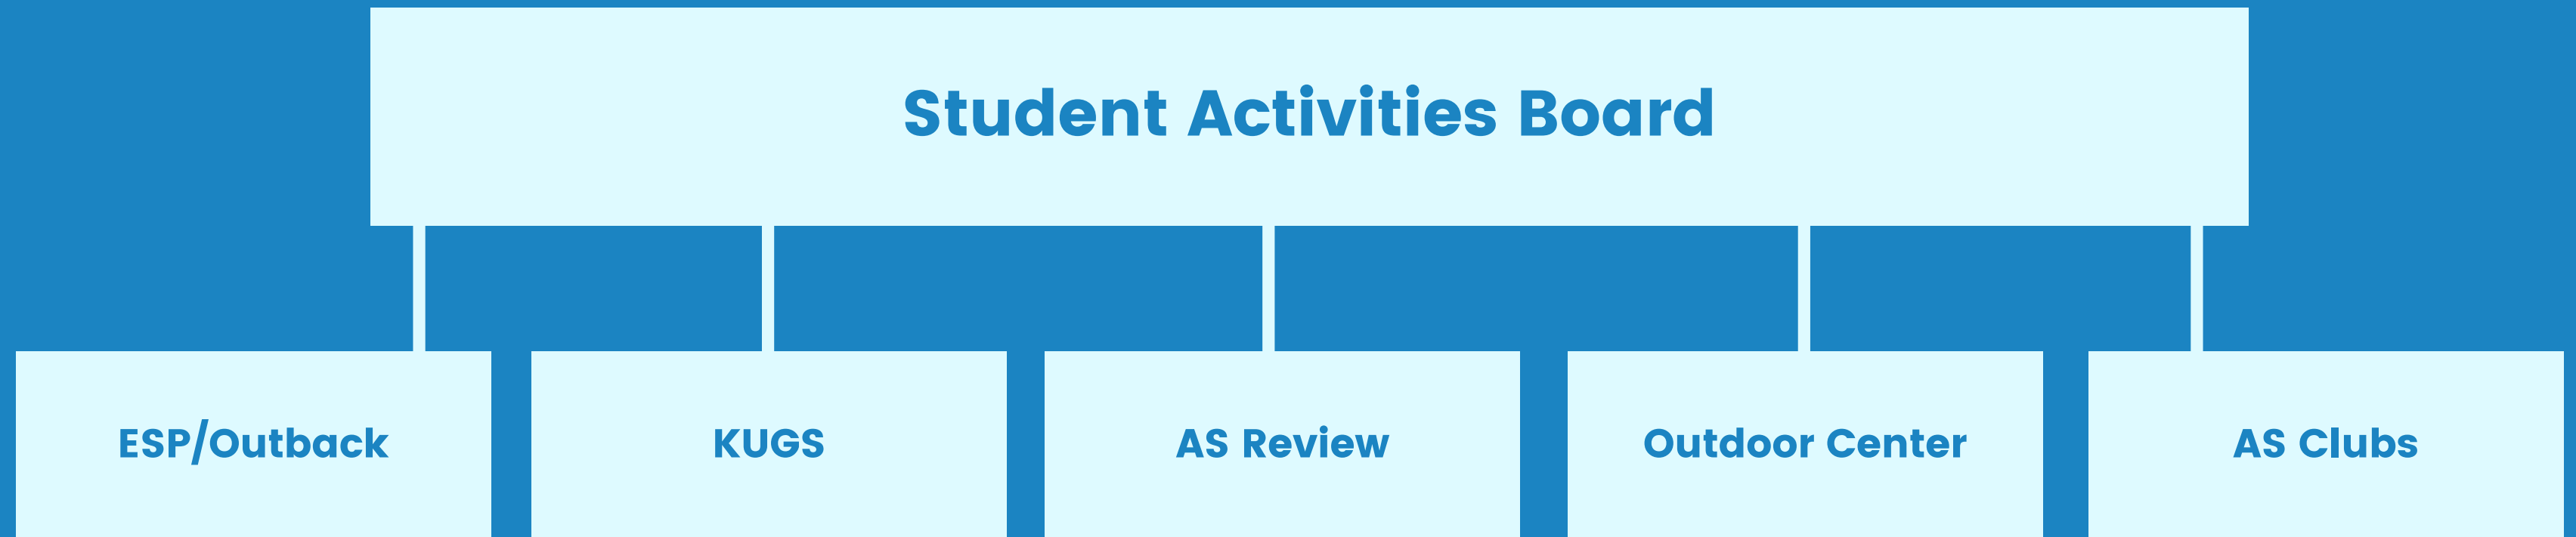 Student Activities Board
ESP/Outback
KUGS
AS Review
Outdoor Center
AS Clubs